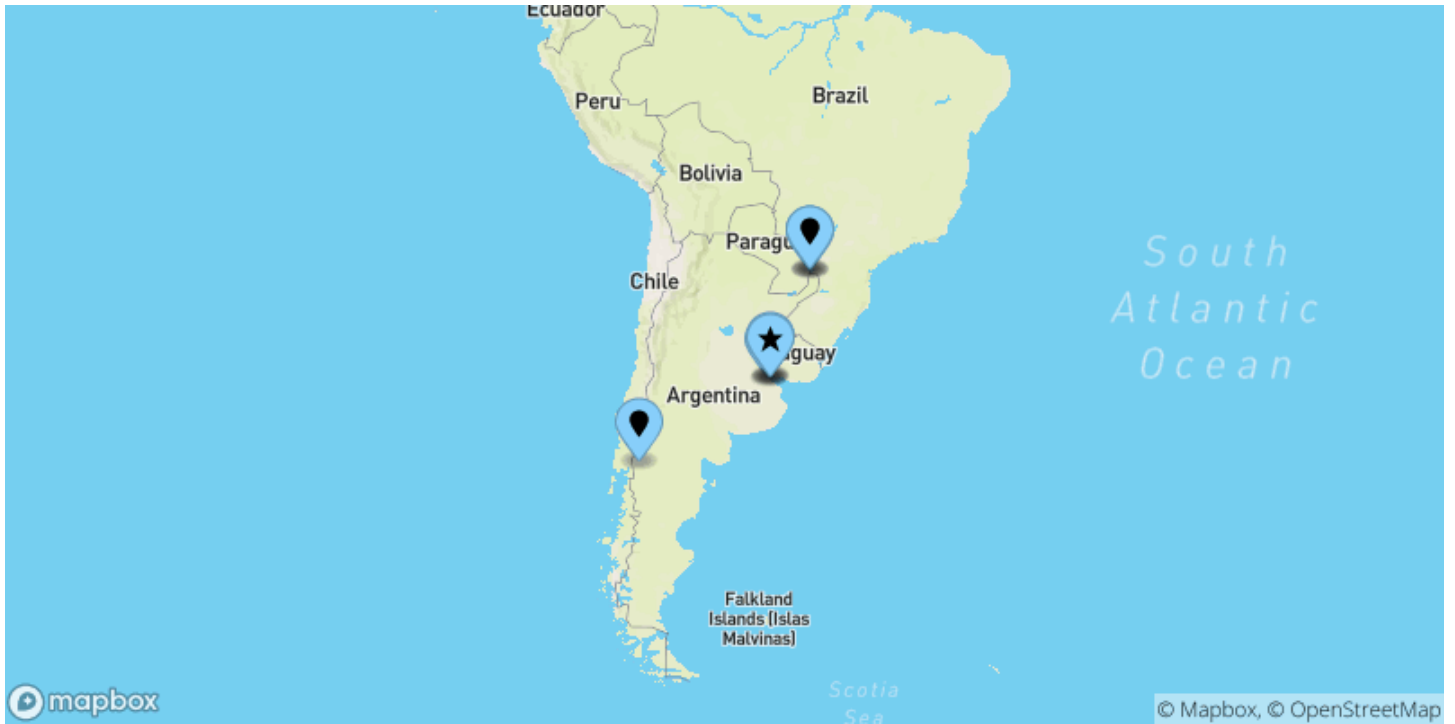 Ecuador
Brazil
Peru
Bolivia
Paragu
South
Atlantic
Ocean
Chile
aguay
Argentina
Falkland
Islands (Islas
Malvinas)
Scotia
Sea
mapbox
© Mapbox, © OpenStreetMap